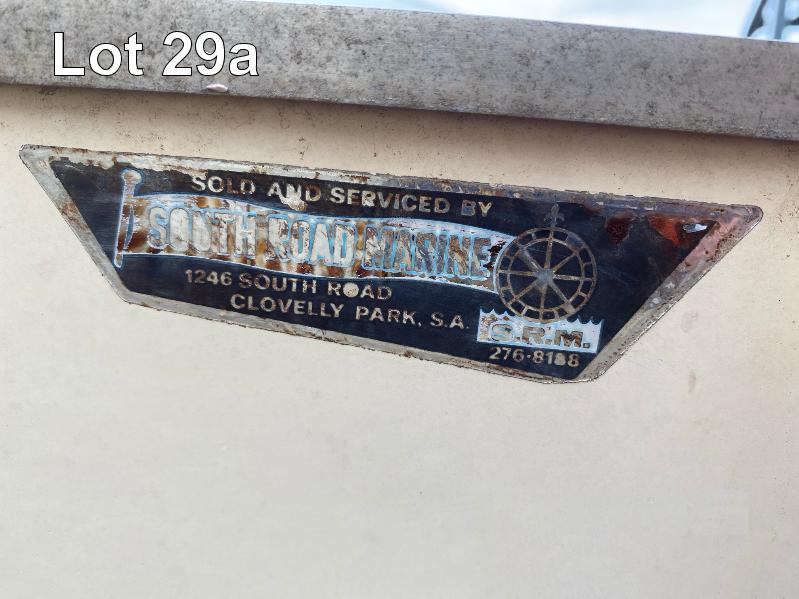 Lot 29a
SOLD AND SERVICED BY
SOUTH ROAD MARINE
1246 SOUTH ROAD
CLOVELLY PARK, S.A.
S.R.M.
276-8188